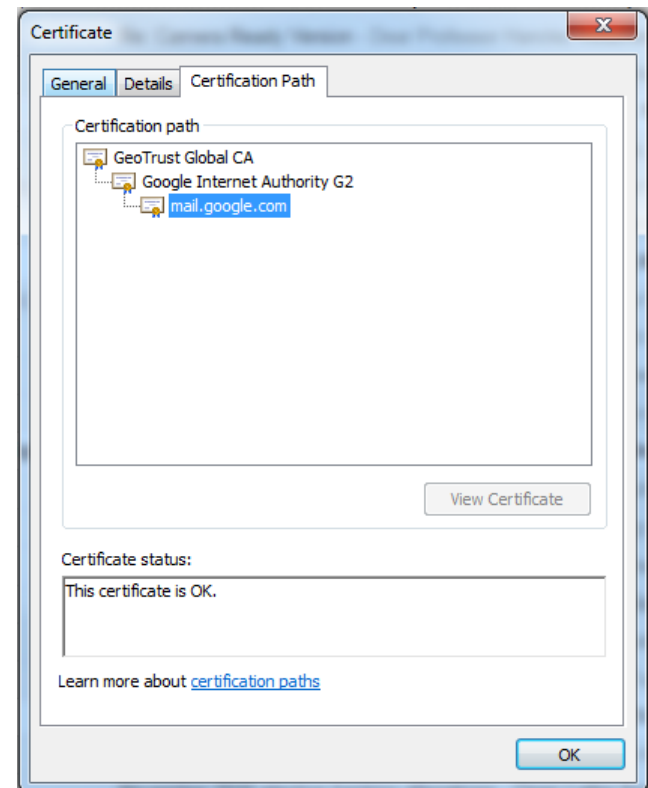 Certificate
General Details Certification Path
Certification path
GeoTrust Global CA
Google Internet Authority G2
mail.google.com
View Certificate
Certificate status:
This certificate is OK.
Learn more about certification paths
OK